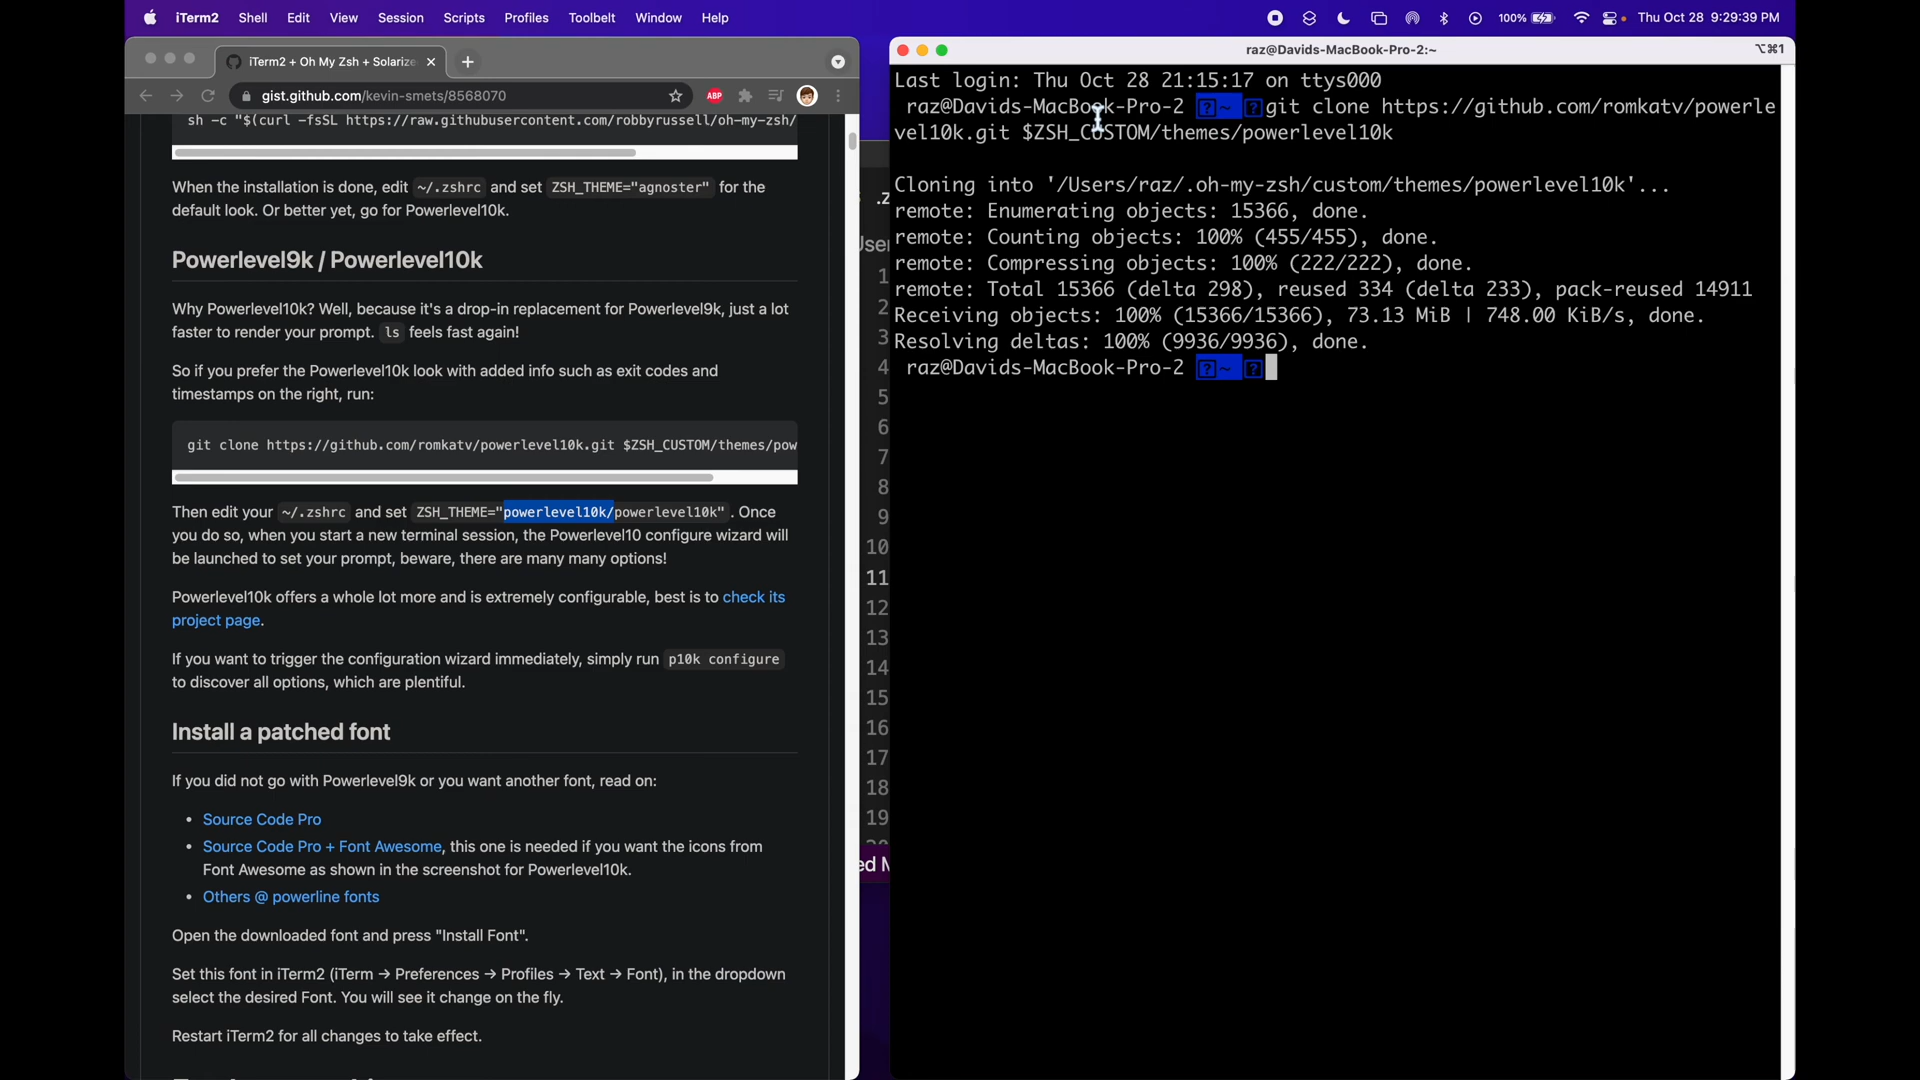 iTerm2 Shell Edit View Session Scripts Profiles Toolbelt Window Help
100% Thu Oct 28 9:29:39 PM
iTerm2 + Oh My Zsh + Solarize
gist.github.com/kevin-smets/8568070
ABP
sh -c "$(curl -fsSL https://raw.githubusercontent.com/robbyrussell/oh-my-zsh/
When the installation is done, edit ~/.zshrc and set ZSH_THEME="agnoster" for the
default look. Or better yet, go for Powerlevel10k.
Powerlevel9k / Powerlevel10k
Why Powerlevel10k? Well, because it's a drop-in replacement for Powerlevel9k, just a lot
faster to render your prompt. ls feels fast again!
So if you prefer the Powerlevel10k look with added info such as exit codes and
timestamps on the right, run:
git clone https://github.com/romkatv/powerlevel10k.git $ZSH_CUSTOM/themes/pow
Then edit your ~/.zshrc and set ZSH_THEME="powerlevel10k/powerlevel10k" . Once
you do so, when you start a new terminal session, the Powerlevel10 configure wizard will
be launched to set your prompt, beware, there are many many options!
Powerlevel10k offers a whole lot more and is extremely configurable, best is to check its
project page.
If you want to trigger the configuration wizard immediately, simply run p10k configure
to discover all options, which are plentiful.
Install a patched font
If you did not go with Powerlevel9k or you want another font, read on:
• Source Code Pro
• Source Code Pro + Font Awesome, this one is needed if you want the icons from
Font Awesome as shown in the screenshot for Powerlevel10k.
• Others @ powerline fonts
Open the downloaded font and press "Install Font".
Set this font in iTerm2 (iTerm → Preferences → Profiles → Text → Font), in the dropdown
select the desired Font. You will see it change on the fly.
Restart iTerm2 for all changes to take effect.
.z
Jser
1
2
3
4
5
6
7
8
9
10
11
12
13
14
15
16
17
18
19
ed M
raz@Davids-MacBook-Pro-2:~
⌥⌘1
Last login: Thu Oct 28 21:15:17 on ttys000
raz@Davids-MacBook-Pro-2 ? ~ ? git clone https://github.com/romkatv/powerle
vel10k.git $ZSH_CUSTOM/themes/powerlevel10k
Cloning into '/Users/raz/.oh-my-zsh/custom/themes/powerlevel10k'...
remote: Enumerating objects: 15366, done.
remote: Counting objects: 100% (455/455), done.
remote: Compressing objects: 100% (222/222), done.
remote: Total 15366 (delta 298), reused 334 (delta 233), pack-reused 14911
Receiving objects: 100% (15366/15366), 73.13 MiB | 748.00 KiB/s, done.
Resolving deltas: 100% (9936/9936), done.
raz@Davids-MacBook-Pro-2 ? ~ ?